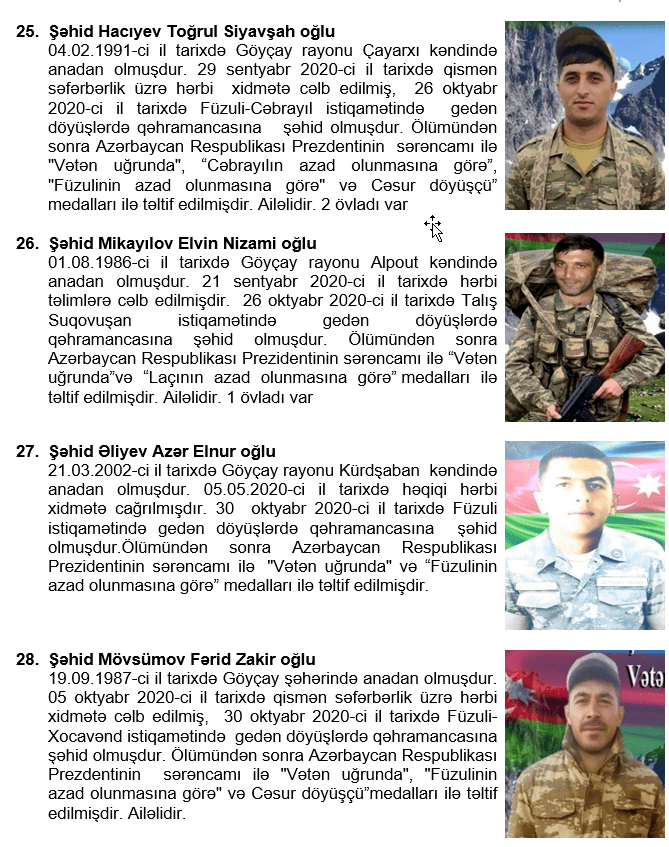 25. Şəhid Hacıyev Toğrul Siyavşah oğlu
04.02.1991-ci il tarixdə Göyçay rayonu Çayarxı kəndində
anadan olmuşdur. 29 sentyabr 2020-ci il tarixdə qismən
səfərbərlik üzrə hərbi xidmətə cəlb edilmiş, 26 oktyabr
2020-ci il tarixdə Füzuli-Cəbrayıl istiqamətində gedən
döyüşlərdə qəhramancasına şəhid olmuşdur. Ölümündən
sonra Azərbaycan Respublikası Prezdentinin sərəncamı ilə
"Vətən uğrunda", “Cəbrayılın azad olunmasına görə”,
"Füzulinin azad olunmasına görə" və Cəsur döyüşçü”
medalları ilə təltif edilmişdir. Ailəlidir. 2 övladı var
26. Şəhid Mikayılov Elvin Nizami oğlu
01.08.1986-cı il tarixdə Göyçay rayonu Alpout kəndində
anadan olmuşdur. 21 sentyabr 2020-ci il tarixdə hərbi
təlimlərə cəlb edilmişdir. 26 oktyabr 2020-ci il tarixdə Talış
Suqovuşan istiqamətində gedən döyüşlərdə
qəhramancasına şəhid olmuşdur. Ölümündən sonra
Azərbaycan Respublikası Prezidentinin sərəncamı ilə “Vətən
uğrunda”və “Laçının azad olunmasına görə” medalları ilə
təltif edilmişdir. Ailəlidir. 1 övladı var
27. Şəhid Əliyev Azər Elnur oğlu
21.03.2002-ci il tarixdə Göyçay rayonu Kürdşaban kəndində
anadan olmuşdur. 05.05.2020-ci il tarixdə həqiqi hərbi
xidmətə cağrılmışdır. 30 oktyabr 2020-ci il tarixdə Füzuli
istiqamətində gedən döyüşlərdə qəhramancasına şəhid
olmuşdur.Ölümündən sonra Azərbaycan Respublikası
Prezidentinin sərəncamı ilə "Vətən uğrunda" və “Füzulinin
azad olunmasına görə” medalları ilə təltif edilmişdir.
28. Şəhid Mövsümov Fərid Zakir oğlu
Vətə
19.09.1987-ci il tarixdə Göyçay şəhərində anadan olmuşdur.
05 oktyabr 2020-ci il tarixdə qismən səfərbərlik üzrə hərbi
xidmətə cəlb edilmiş, 30 oktyabr 2020-ci il tarixdə Füzuli-
Xocavənd istiqamətində gedən döyüşlərdə qəhramancasına
şəhid olmuşdur. Ölümündən sonra Azərbaycan Respublikası
Prezdentinin sərəncamı ilə "Vətən uğrunda", "Füzulinin
azad olunmasına görə" və Cəsur döyüşçü”medalları ilə təltif
edilmişdir. Ailəlidir.